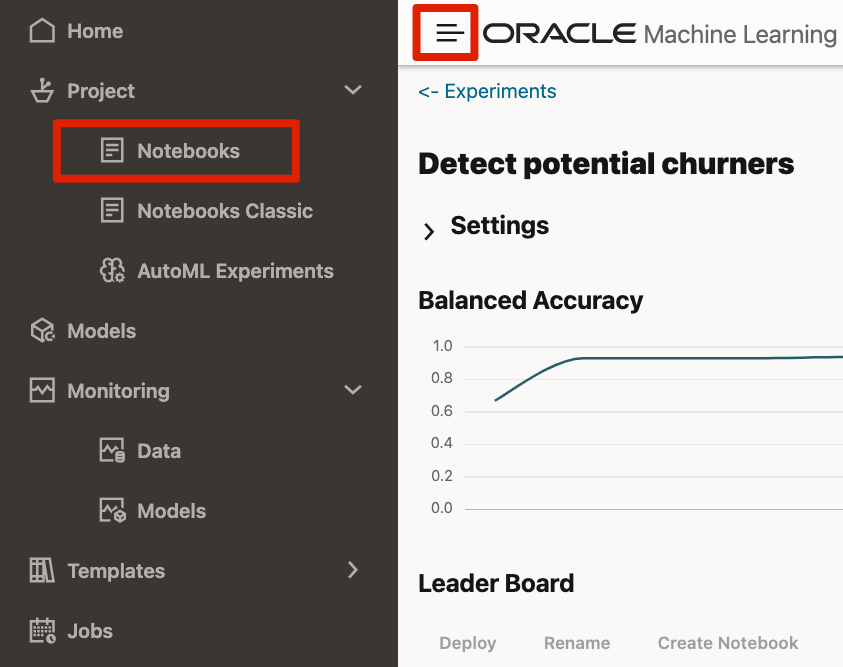 Home
Project
Notebooks
Notebooks Classic
AutoML Experiments
Models
Monitoring
Data
Models
Templates
Jobs
ORACLE Machine Learning
<- Experiments
Detect potential churners
Settings
Balanced Accuracy
1.0
0.8
0.6
0.4
0.2
0.0
Leader Board
Deploy Rename Create Notebook